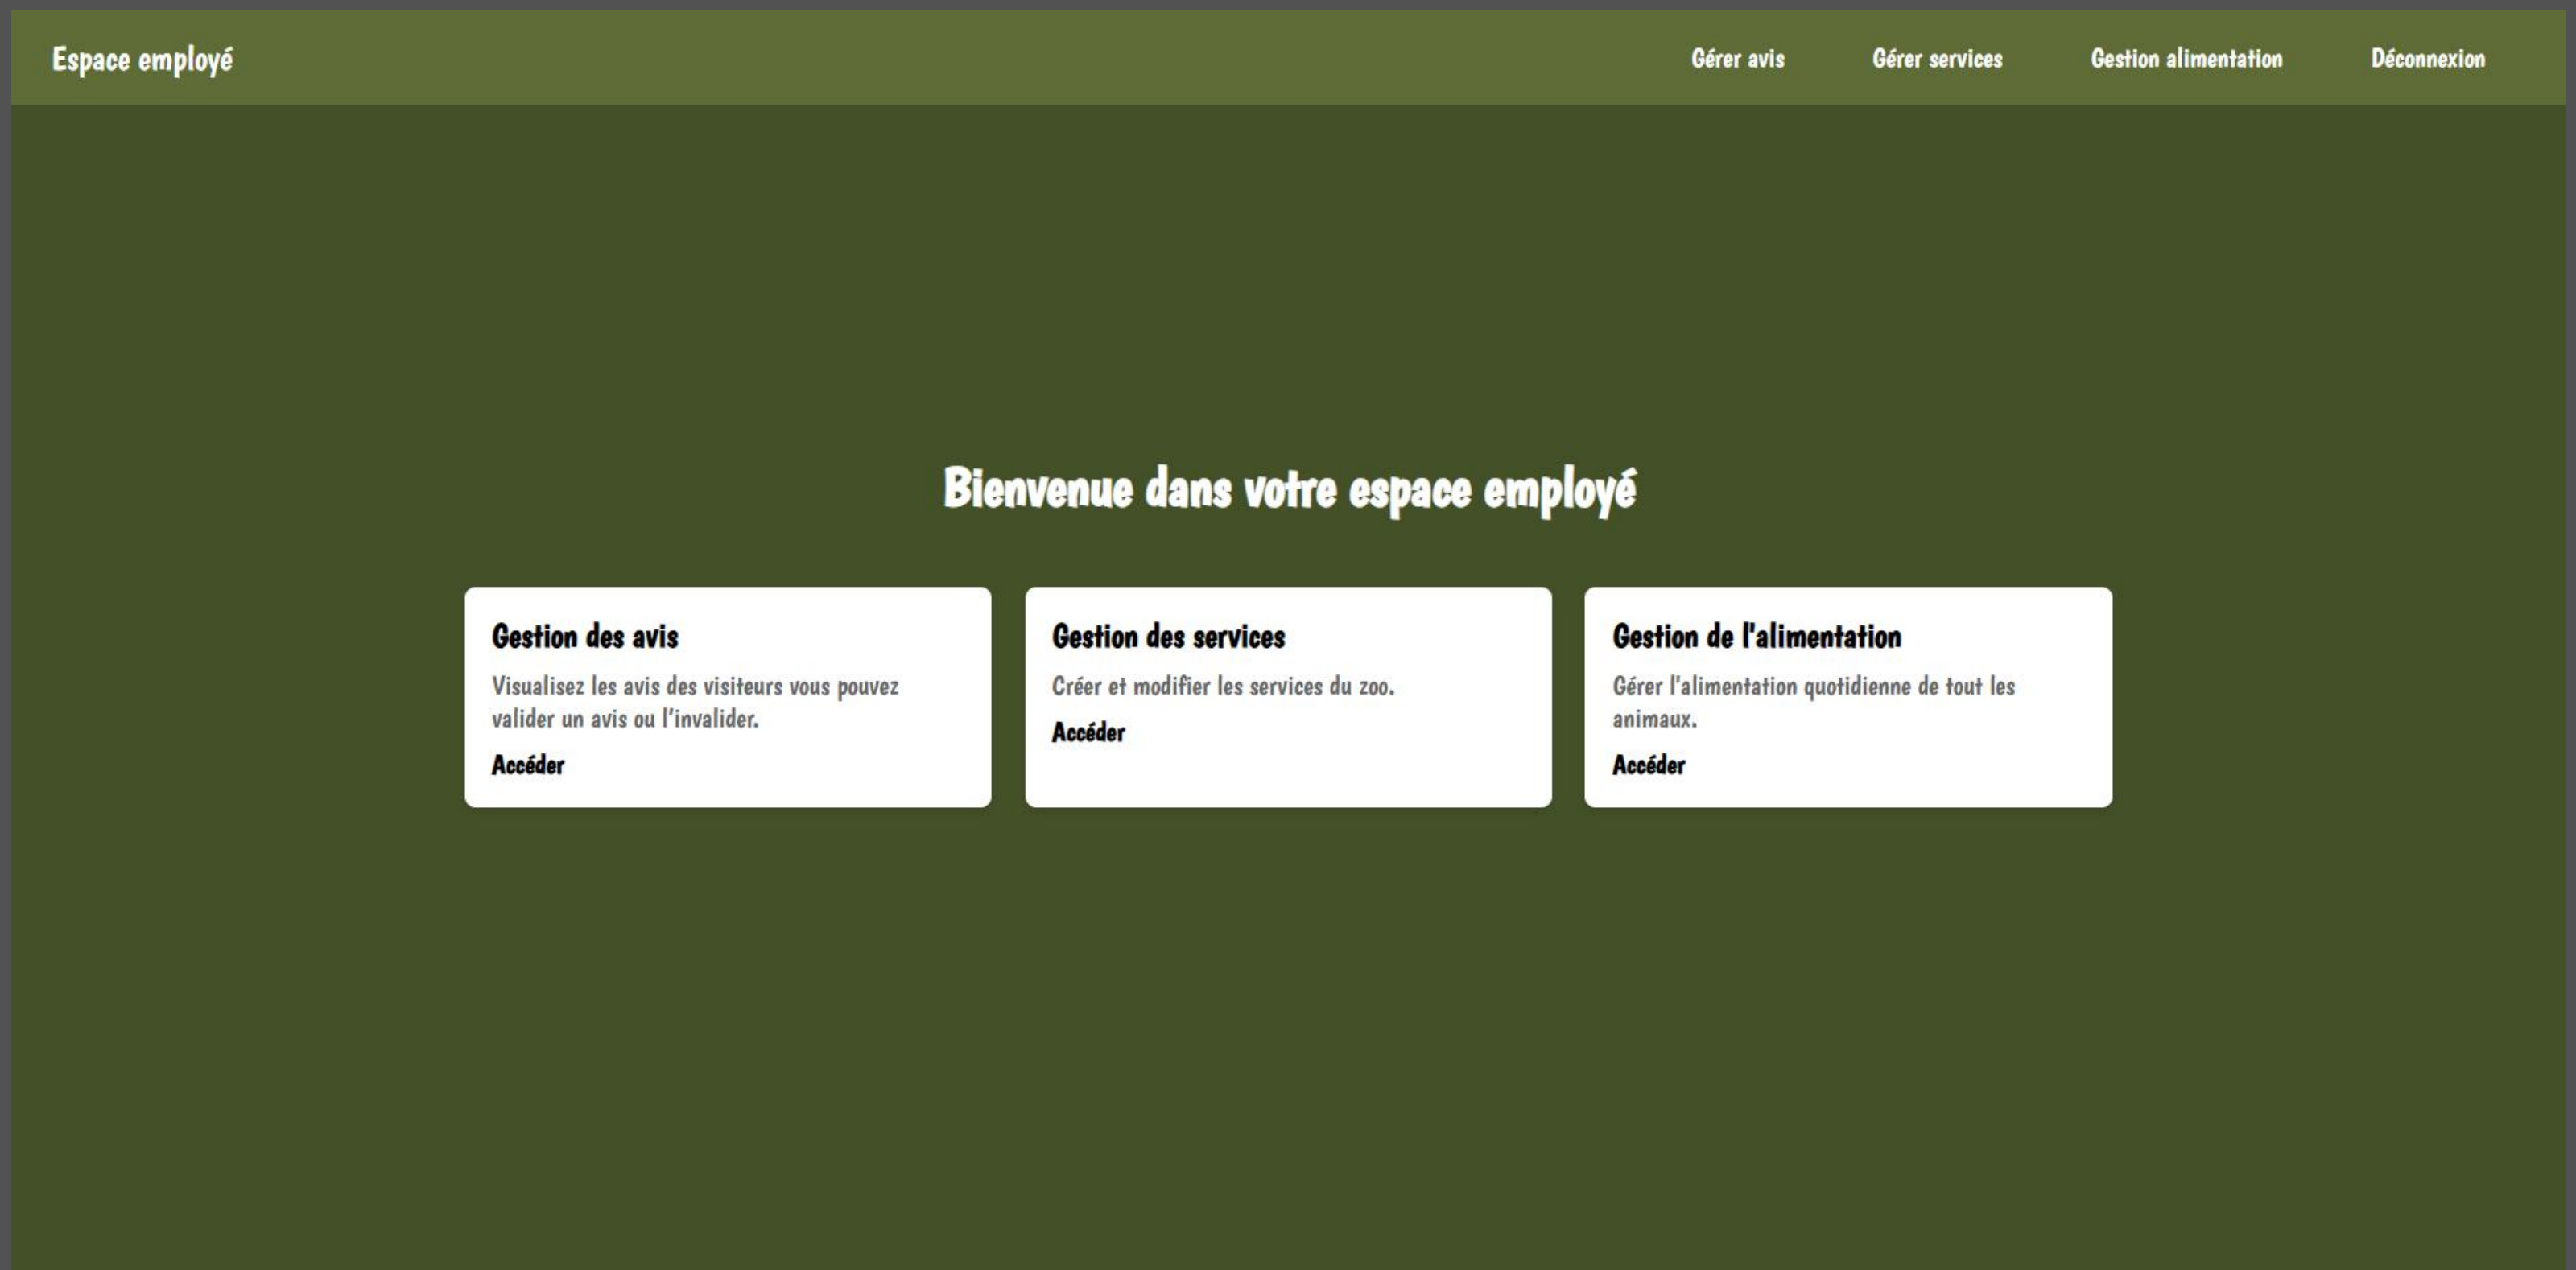 Espace employé
Gérer avis
Gérer services
Gestion alimentation
Déconnexion
Bienvenue dans votre espace employé
Gestion des avis
Visualisez les avis des visiteurs vous pouvez
valider un avis ou l'invalider.
Accéder
Gestion des services
Créer et modifier les services du zoo.
Accéder
Gestion de l'alimentation
Gérer l'alimentation quotidienne de tout les
animaux.
Accéder